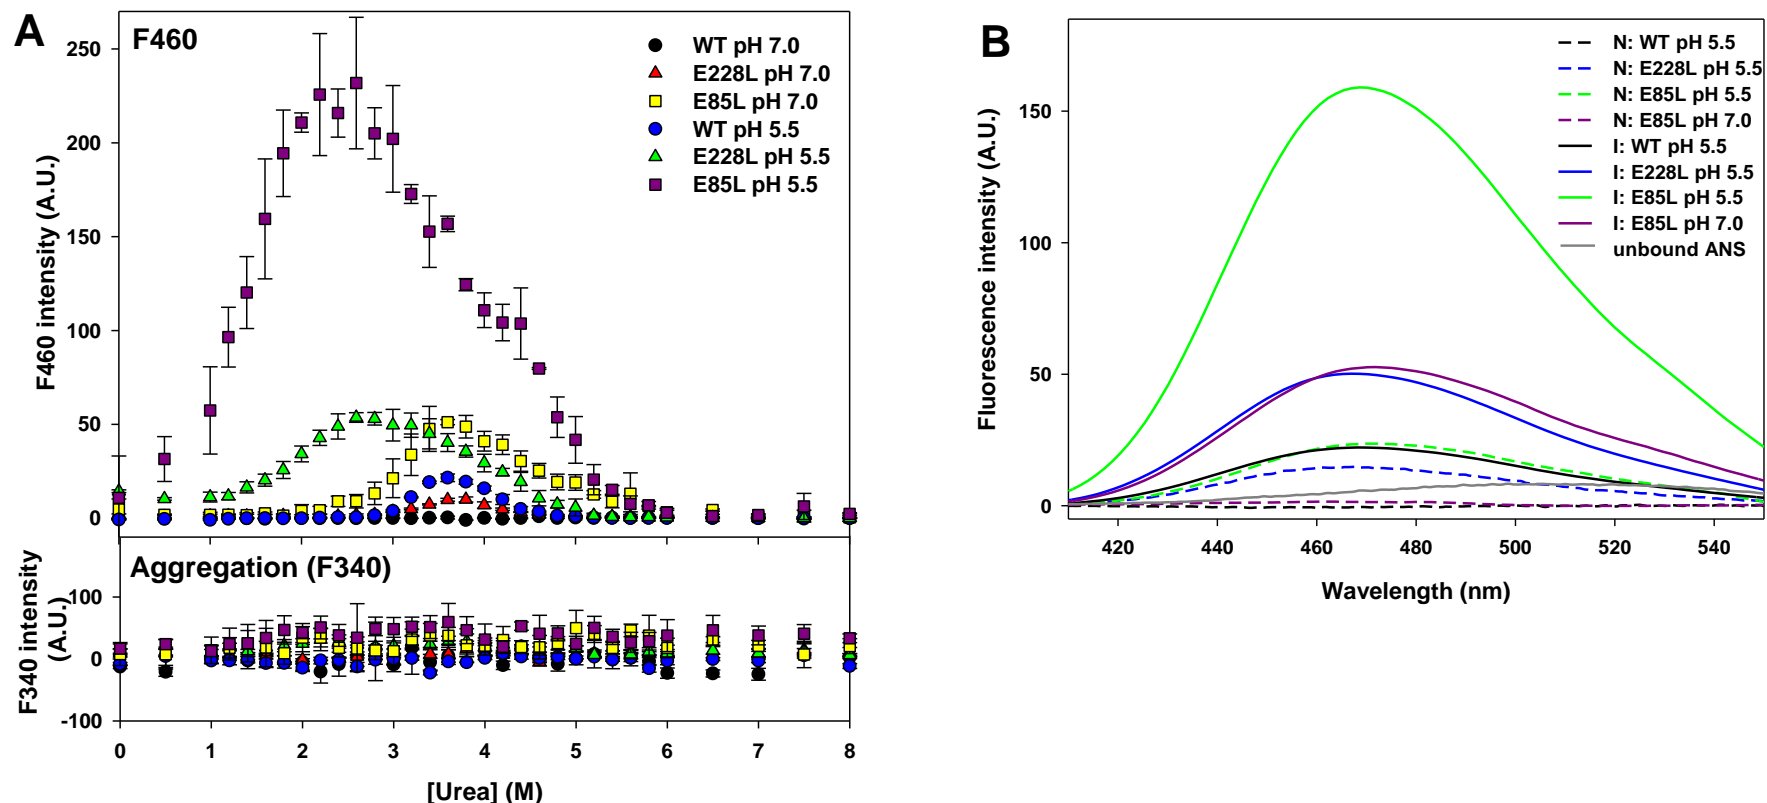 A
F460
250
200
150
100
50
0
F460 intensity (A.U.)
WT pH 7.0
E228L pH 7.0
E85L pH 7.0
WT pH 5.5
E228L pH 5.5
E85L pH 5.5
Aggregation (F340)
100
0
-100
F340 intensity
(A.U.)
0 1 2 3 4 5 6 7 8
[Urea] (M)
B
150
100
50
0
Fluorescence intensity (A.U.)
N: WT pH 5.5
N: E228L pH 5.5
N: E85L pH 5.5
N: E85L pH 7.0
I: WT pH 5.5
I: E228L pH 5.5
I: E85L pH 5.5
I: E85L pH 7.0
unbound ANS
420 440 460 480 500 520 540
Wavelength (nm)